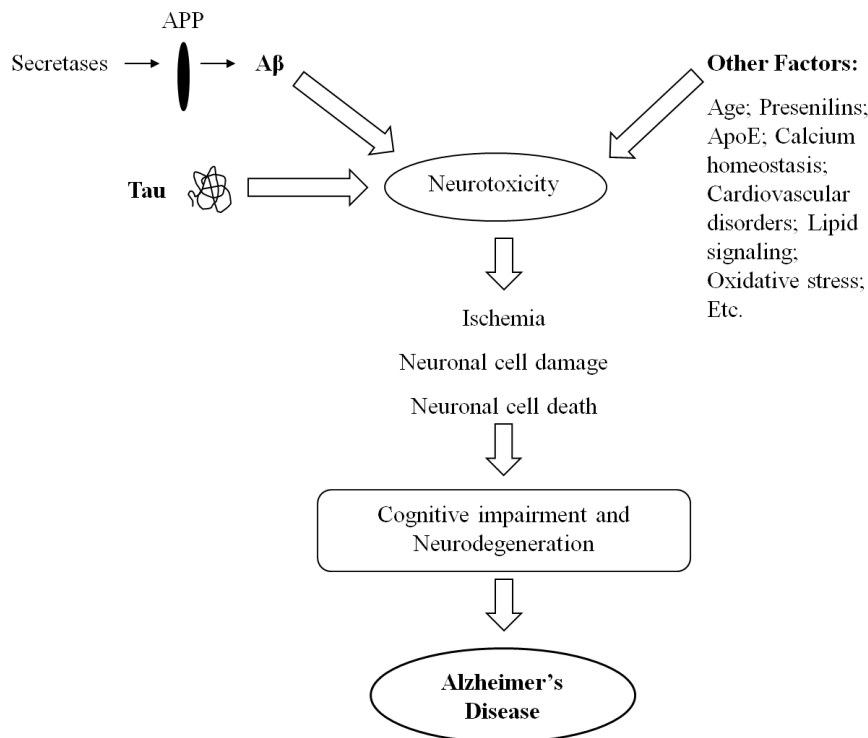 APP
Secretases
Aβ
Other Factors:
Age; Presenilins;
ApoE; Calcium
homeostasis;
Cardiovascular
disorders; Lipid
signaling;
Oxidative stress;
Etc.
Tau
Neurotoxicity
Ischemia
Neuronal cell damage
Neuronal cell death
Cognitive impairment and
Neurodegeneration
Alzheimer’s
Disease